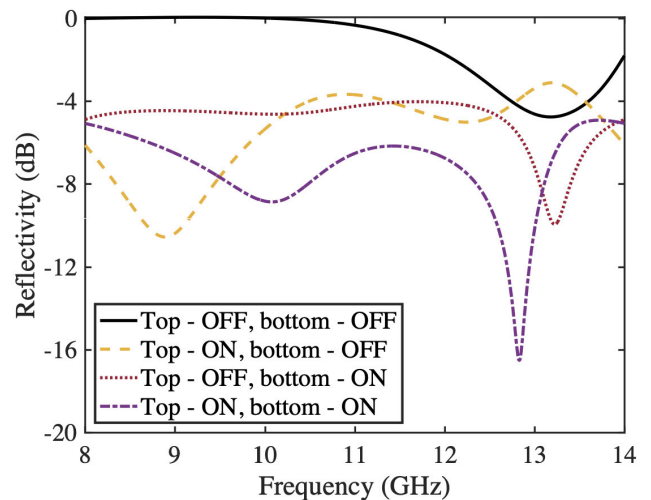 0
-4
-8
-12
-16
-20
Reflectivity (dB)
Top - OFF, bottom - OFF
Top - ON, bottom - OFF
Top - OFF, bottom - ON
Top - ON, bottom - ON
8 9 10 11 12 13 14
Frequency (GHz)